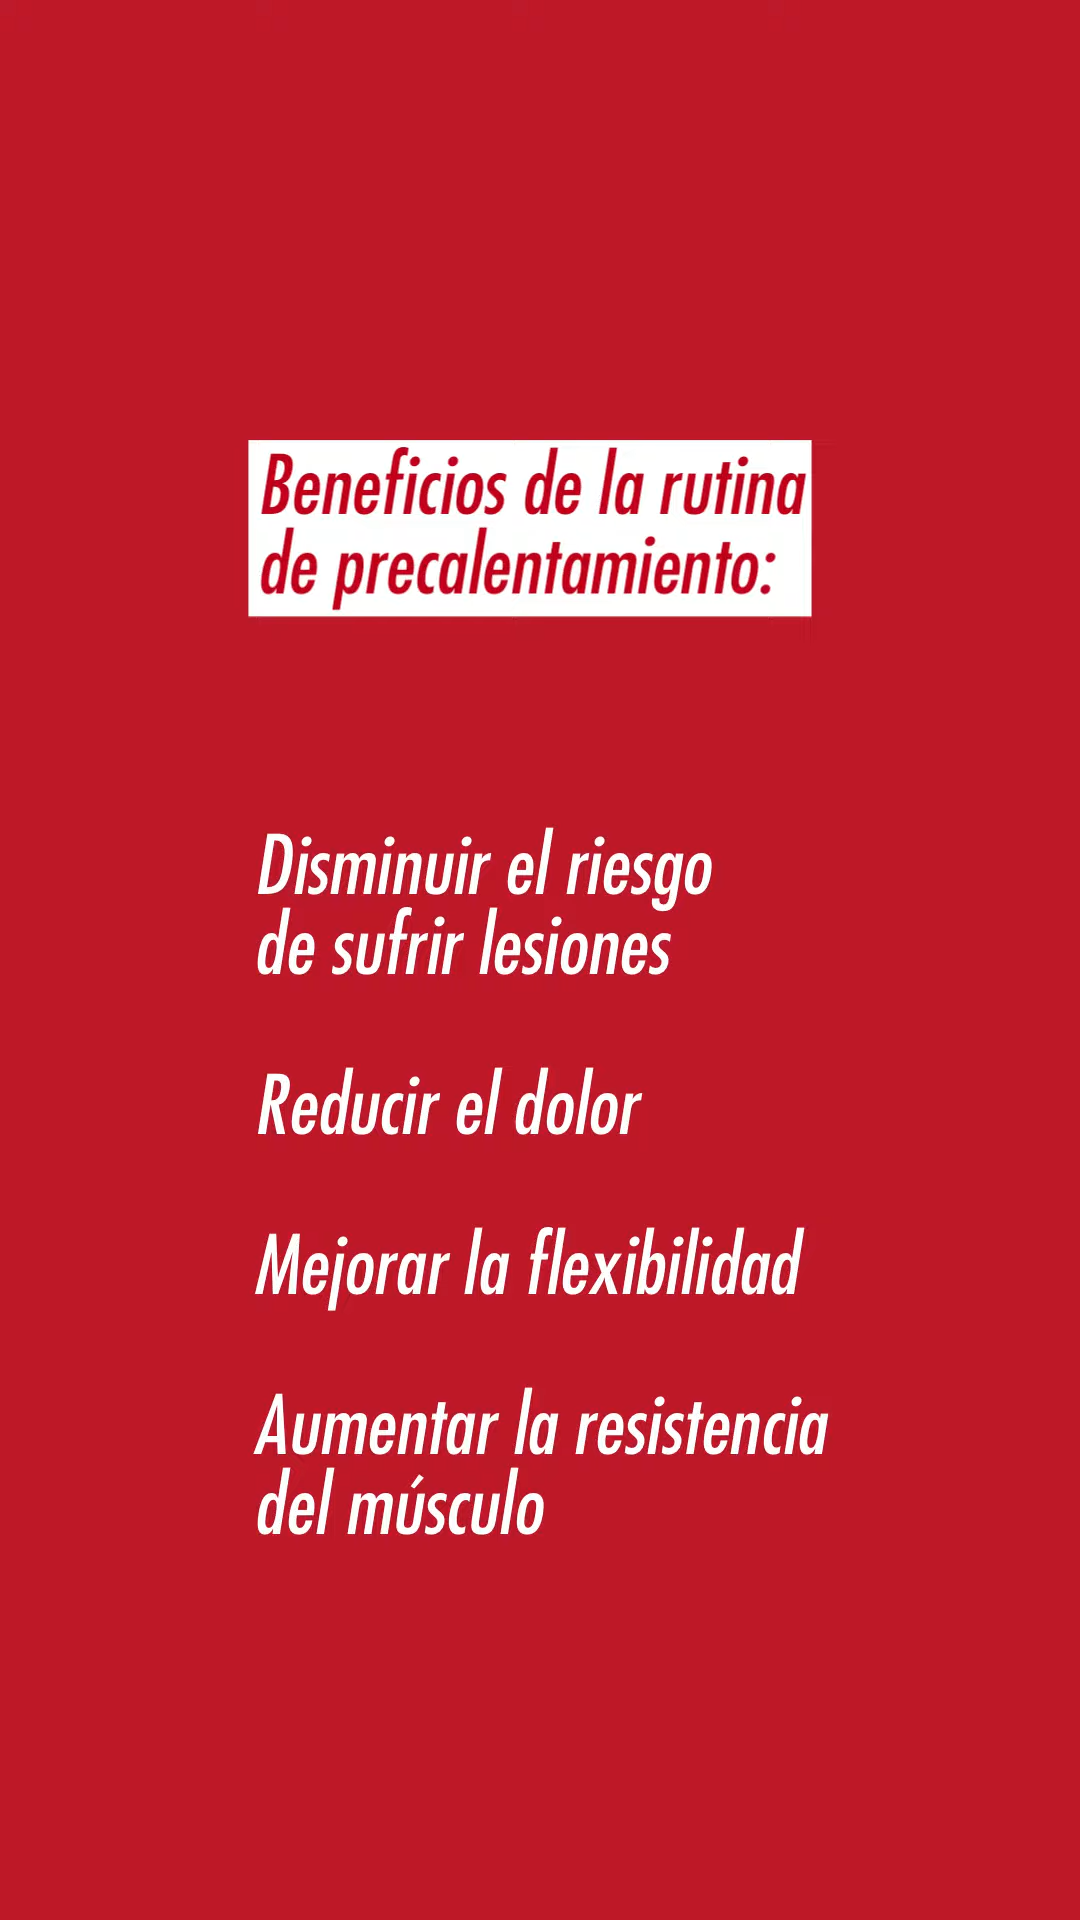 Beneficios de la rutina
de precalentamiento:
Disminuir el riesgo
de sufrir lesiones
Reducir el dolor
Mejorar la flexibilidad
Aumentar la resistencia
del músculo